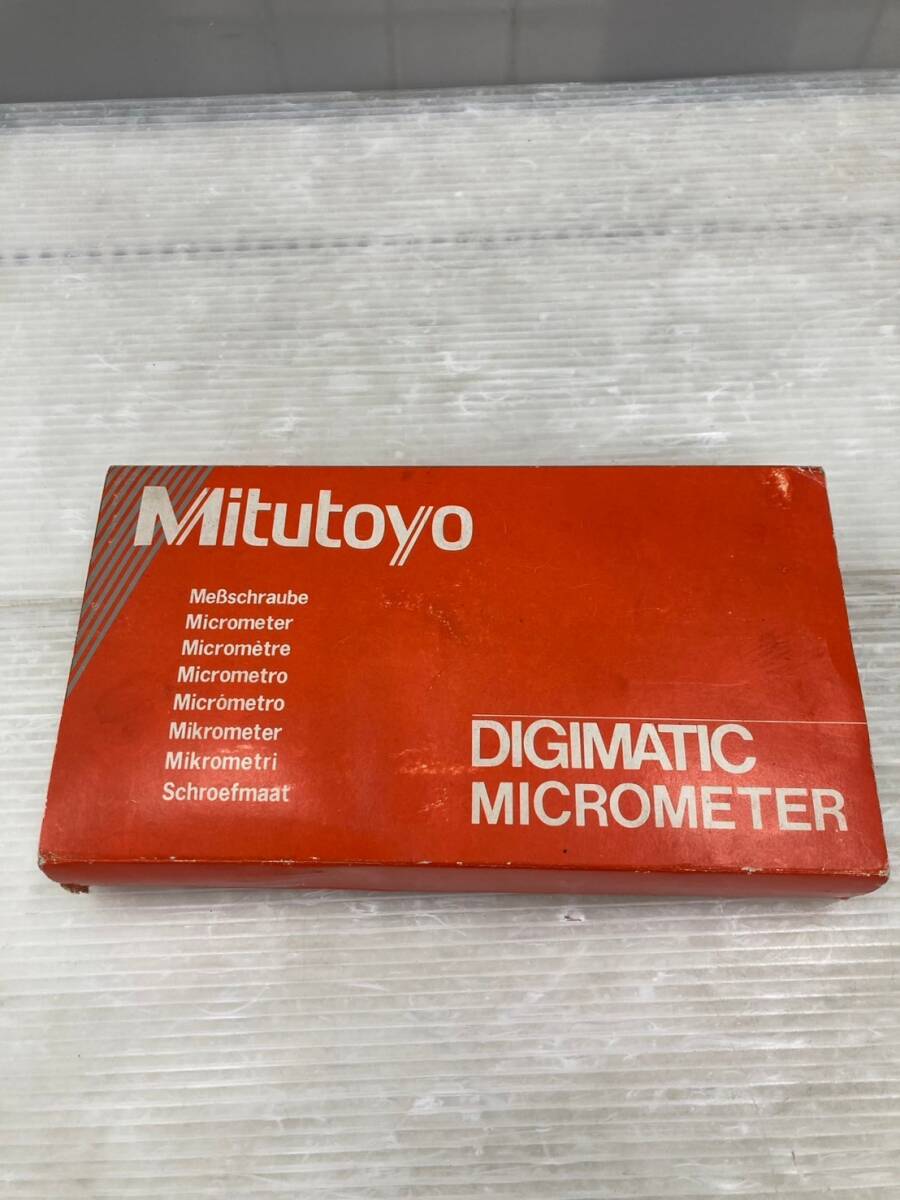 Mitutoyo
Meßschraube
Micrometer
Micromètre
Micrometro
Micrómetro
Mikrometer
Mikrometri
Schroefmaat
DIGIMATIC
MICROMETER